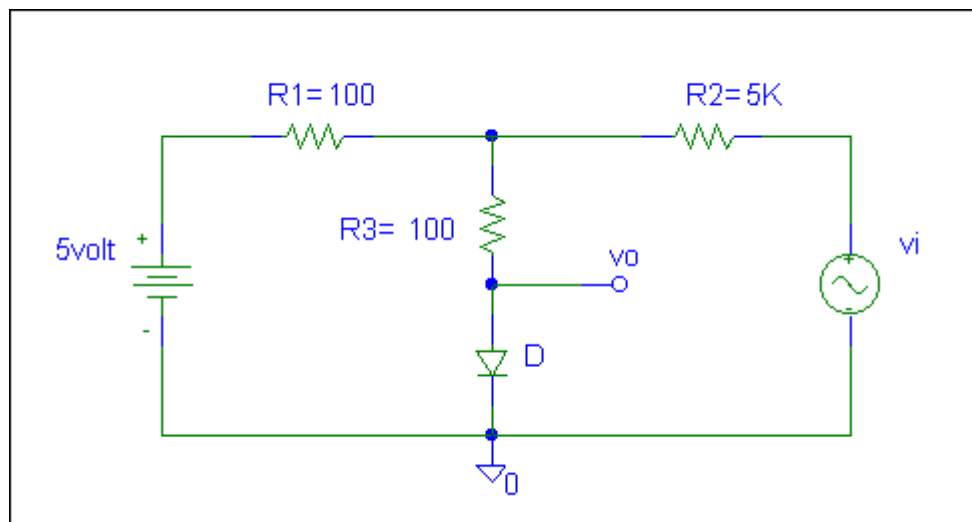 R1=100
R2=5K
R3= 100
5volt
+
-
vo
vi
+
-
D
0